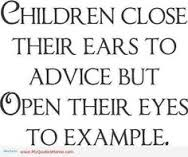 CHILDREN CLOSE
THEIR EARS TO
ADVICE BUT
OPEN THEIR EYES
TO EXAMPLE.